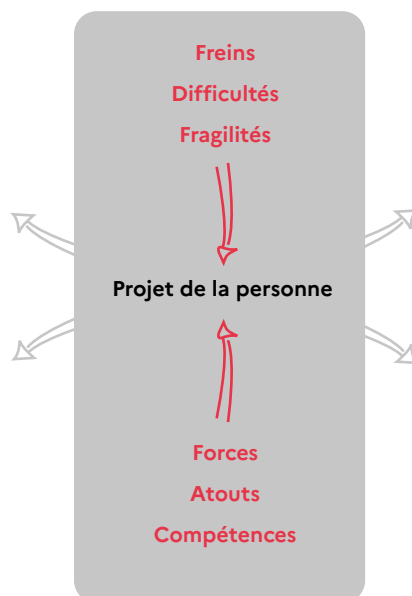 Freins
Difficultés
Fragilités
Projet de la personne
Forces
Atouts
Compétences